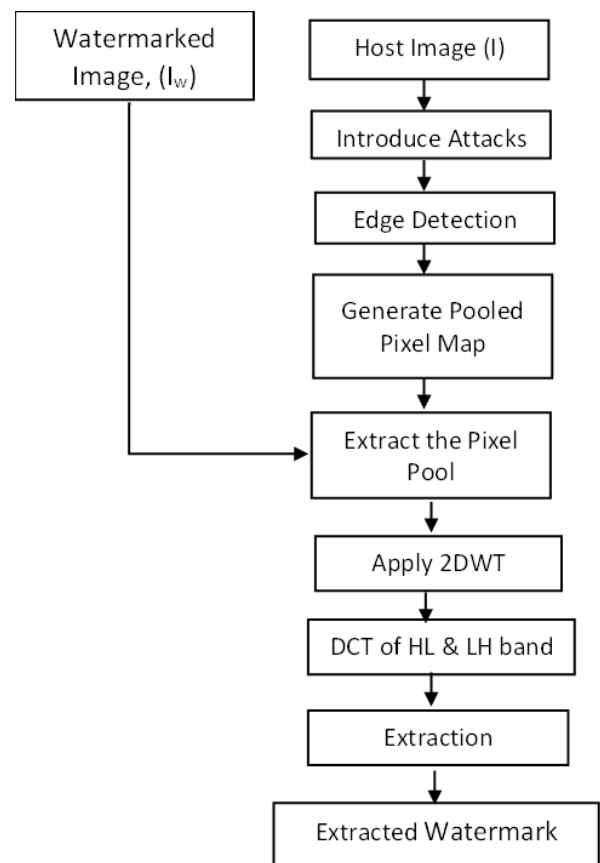 Watermarked
Image, (Iw)
Host Image (I)
Introduce Attacks
Edge Detection
Generate Pooled
Pixel Map
Extract the Pixel
Pool
Apply 2DWT
DCT of HL & LH band
Extraction
Extracted Watermark